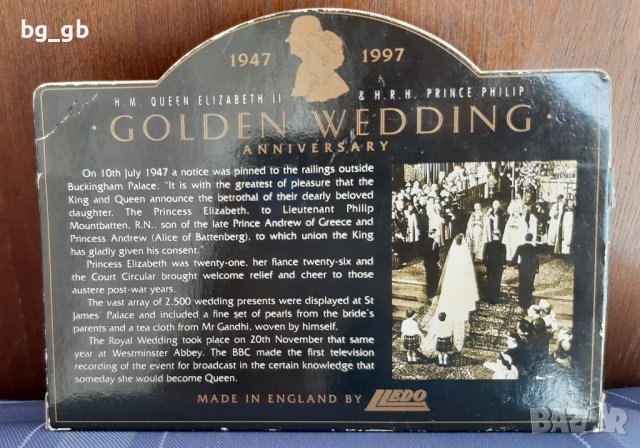 bg_gb
1947 1997
H.M. QUEEN ELIZABETH II & H.R.H. PRINCE PHILIP
· GOLDEN WEDDING ·
ANNIVERSARY
On 10th July 1947 a notice was pinned to the railings outside
Buckingham Palace. "It is with the greatest of pleasure that the
King and Queen announce the betrothal of their dearly beloved
daughter, The Princess Elizabeth, to Lieutenant Philip
Mountbatten, R.N., son of the late Prince Andrew of Greece and
Princess Andrew (Alice of Battenberg), to which union the King
has gladly given his consent."
Princess Elizabeth was twenty-one, her fiance twenty-six and
the Court Circular brought welcome relief and cheer to those
austere post-war years.
The vast array of 2,500 wedding presents were displayed at St
James' Palace and included a fine set of pearls from the bride's
parents and a tea cloth from Mr Gandhi, woven by himself.
The Royal Wedding took place on 20th November that same
year at Westminster Abbey. The BBC made the first television
recording of the event for broadcast in the certain knowledge that
someday she would become Queen.
MADE IN ENGLAND BY LLEDO
BAZAR